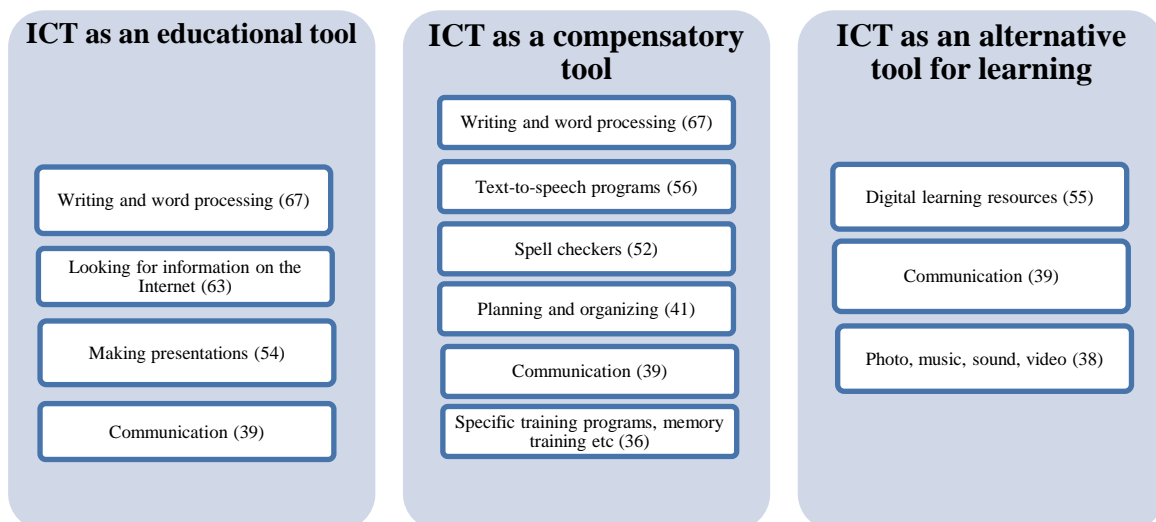 ICT as an educational tool
Writing and word processing (67)
Looking for information on the
Internet (63)
Making presentations (54)
Communication (39)
ICT as a compensatory
tool
Writing and word processing (67)
Text-to-speech programs (56)
Spell checkers (52)
Planning and organizing (41)
Communication (39)
Specific training programs, memory
training etc (36)
ICT as an alternative
tool for learning
Digital learning resources (55)
Communication (39)
Photo, music, sound, video (38)